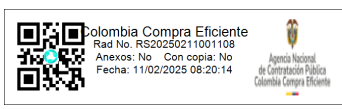 Colombia Compra Eficiente
Rad No. RS20250211001108
Anexos: No Con copia: No
Fecha: 11/02/2025 08:20:14
Agencia Nacional
de Contratación Pública
Colombia Compra Eficiente